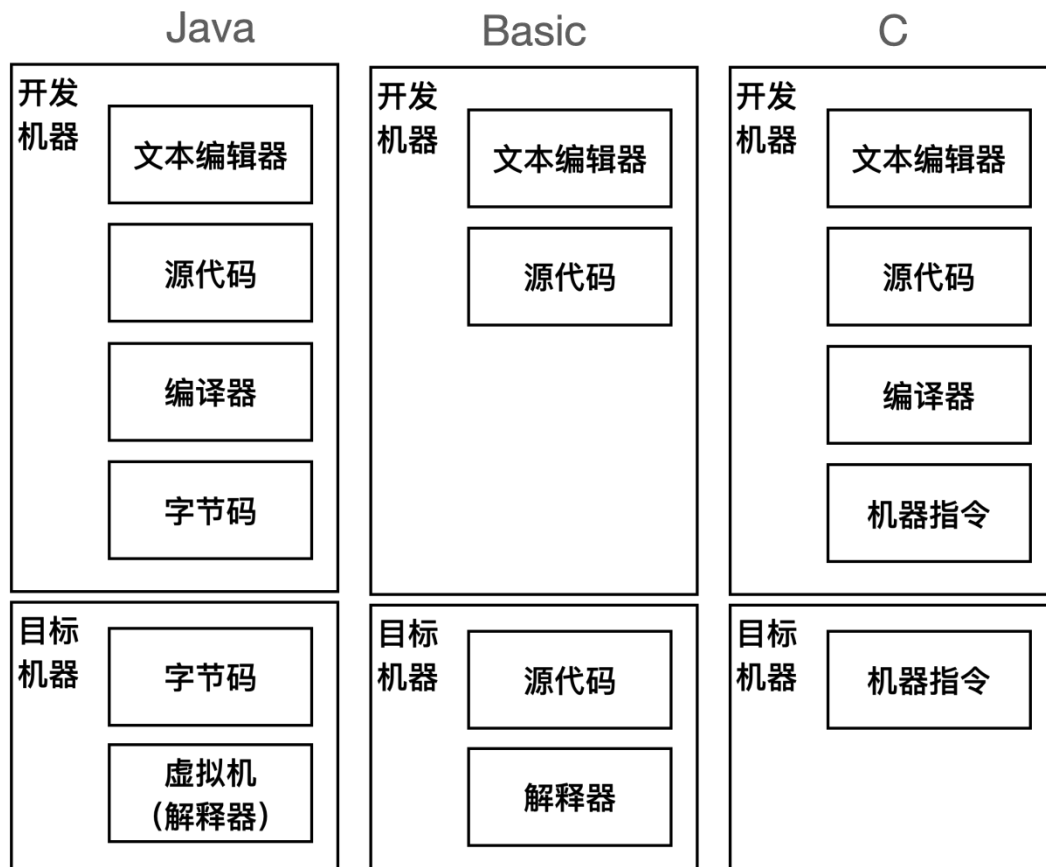 Java
开发
机器
文本编辑器
源代码
编译器
字节码
目标
机器
字节码
虚拟机
（解释器）
Basic
开发
机器
文本编辑器
源代码
目标
机器
源代码
解释器
C
开发
机器
文本编辑器
源代码
编译器
机器指令
目标
机器
机器指令